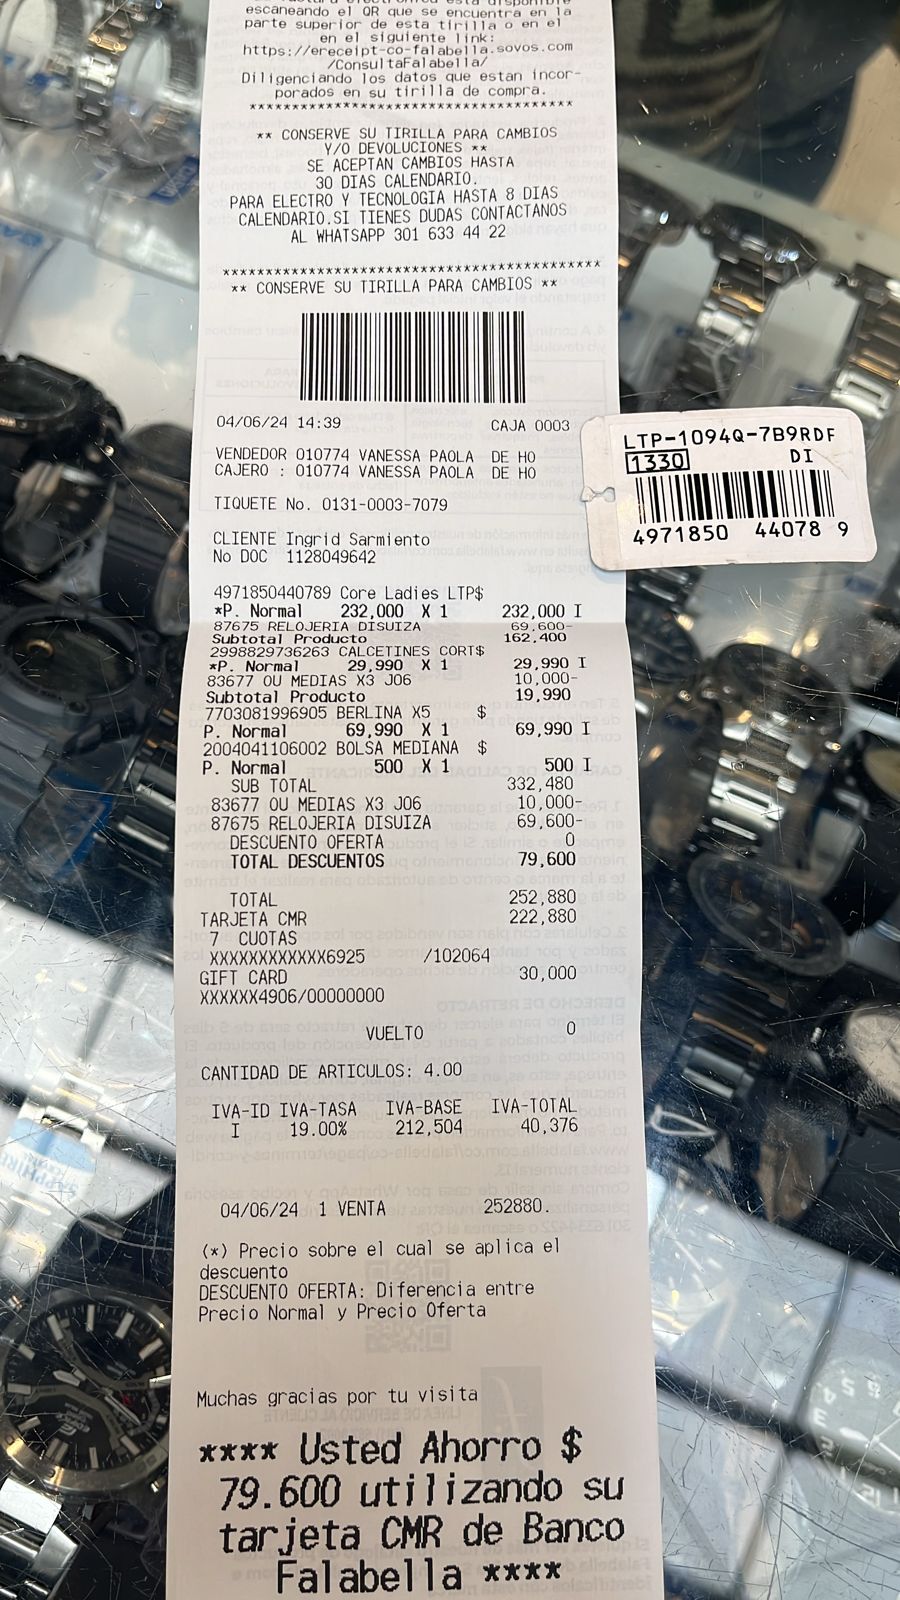 escaneando el QR que se encuentra en la
parte superior de esta tirilla o en el
en el siguiente link:
https://ereceipt-co-falabella.sovos.com
/ConsultaFalabella/
Diligenciando los datos que estan incor-
porados en su tirilla de compra.
****************************************
** CONSERVE SU TIRILLA PARA CAMBIOS
Y/O DEVOLUCIONES **
SE ACEPTAN CAMBIOS HASTA
30 DIAS CALENDARIO.
PARA ELECTRO Y TECNOLOGIA HASTA 8 DIAS
CALENDARIO.SI TIENES DUDAS CONTACTANOS
AL WHATSAPP 301 633 44 22
****************************************
** CONSERVE SU TIRILLA PARA CAMBIOS **
04/06/24 14:39 CAJA 0003
VENDEDOR 010774 VANESSA PAOLA DE HO
CAJERO : 010774 VANESSA PAOLA DE HO
TIQUETE No. 0131-0003-7079
CLIENTE Ingrid Sarmiento
No DOC 1128049642
4971850440789 Core Ladies LTP$
*P. Normal 232,000 X 1 232,000 I
87675 RELOJERIA DISUIZA 69,600-
Subtotal Producto 162,400
2998829736263 CALCETINES CORT$
*P. Normal 29,990 X 1 29,990 I
83677 OU MEDIAS X3 J06 10,000-
Subtotal Producto 19,990
7703081996905 BERLINA X5 $
P. Normal 69,990 X 1 69,990 I
2004041106002 BOLSA MEDIANA $
P. Normal 500 X 1 500 I
SUB TOTAL 332,480
83677 OU MEDIAS X3 J06 10,000-
87675 RELOJERIA DISUIZA 69,600-
DESCUENTO OFERTA 0
TOTAL DESCUENTOS 79,600
TOTAL 252,880
TARJETA CMR 222,880
7 CUOTAS
XXXXXXXXXXXX6925 /102064
GIFT CARD 30,000
XXXXXX4906/00000000
VUELTO 0
CANTIDAD DE ARTICULOS: 4.00
IVA-ID IVA-TASA IVA-BASE IVA-TOTAL
I 19.00% 212,504 40,376
04/06/24 1 VENTA 252880.
(*) Precio sobre el cual se aplica el
descuento
DESCUENTO OFERTA: Diferencia entre
Precio Normal y Precio Oferta
Muchas gracias por tu visita
**** Usted Ahorro $
79.600 utilizando su
tarjeta CMR de Banco
Falabella ****
LTP-1094Q-7B9RDF
1330 DI
4971850 44078 9